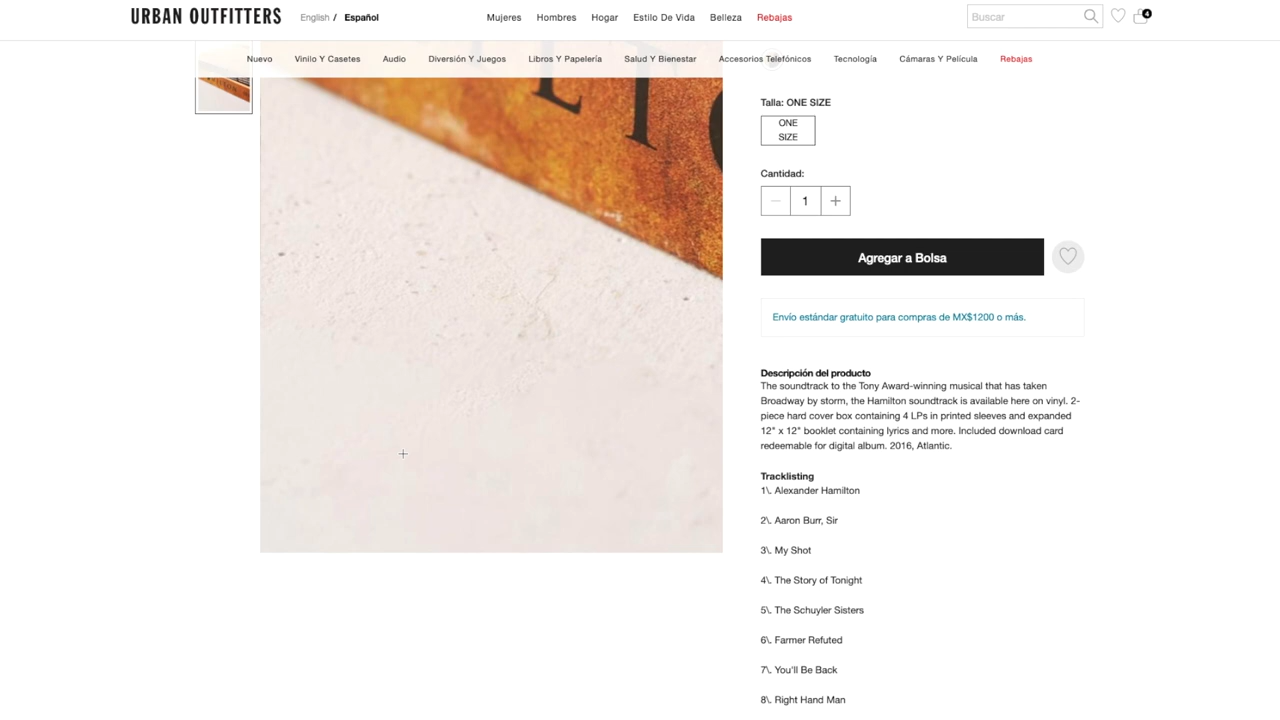 URBAN OUTFITTERS
English / Español
Mujeres Hombres Hogar Estilo De Vida Belleza Rebajas
Buscar
4
Nuevo Vinilo Y Casetes Audio Diversión Y Juegos Libros Y Papelería Salud Y Bienestar Accesorios Telefónicos Tecnología Cámaras Y Película Rebajas
Talla: ONE SIZE
ONE
SIZE
Cantidad:
1
Agregar a Bolsa
Envío estándar gratuito para compras de MX$1200 o más.
Descripción del producto
The soundtrack to the Tony Award-winning musical that has taken
Broadway by storm, the Hamilton soundtrack is available here on vinyl. 2-
piece hard cover box containing 4 LPs in printed sleeves and expanded
12" x 12" booklet containing lyrics and more. Included download card
redeemable for digital album. 2016, Atlantic.
Tracklisting
1\. Alexander Hamilton
2\. Aaron Burr, Sir
3\. My Shot
4\. The Story of Tonight
5\. The Schuyler Sisters
6\. Farmer Refuted
7\. You'll Be Back
8\. Right Hand Man